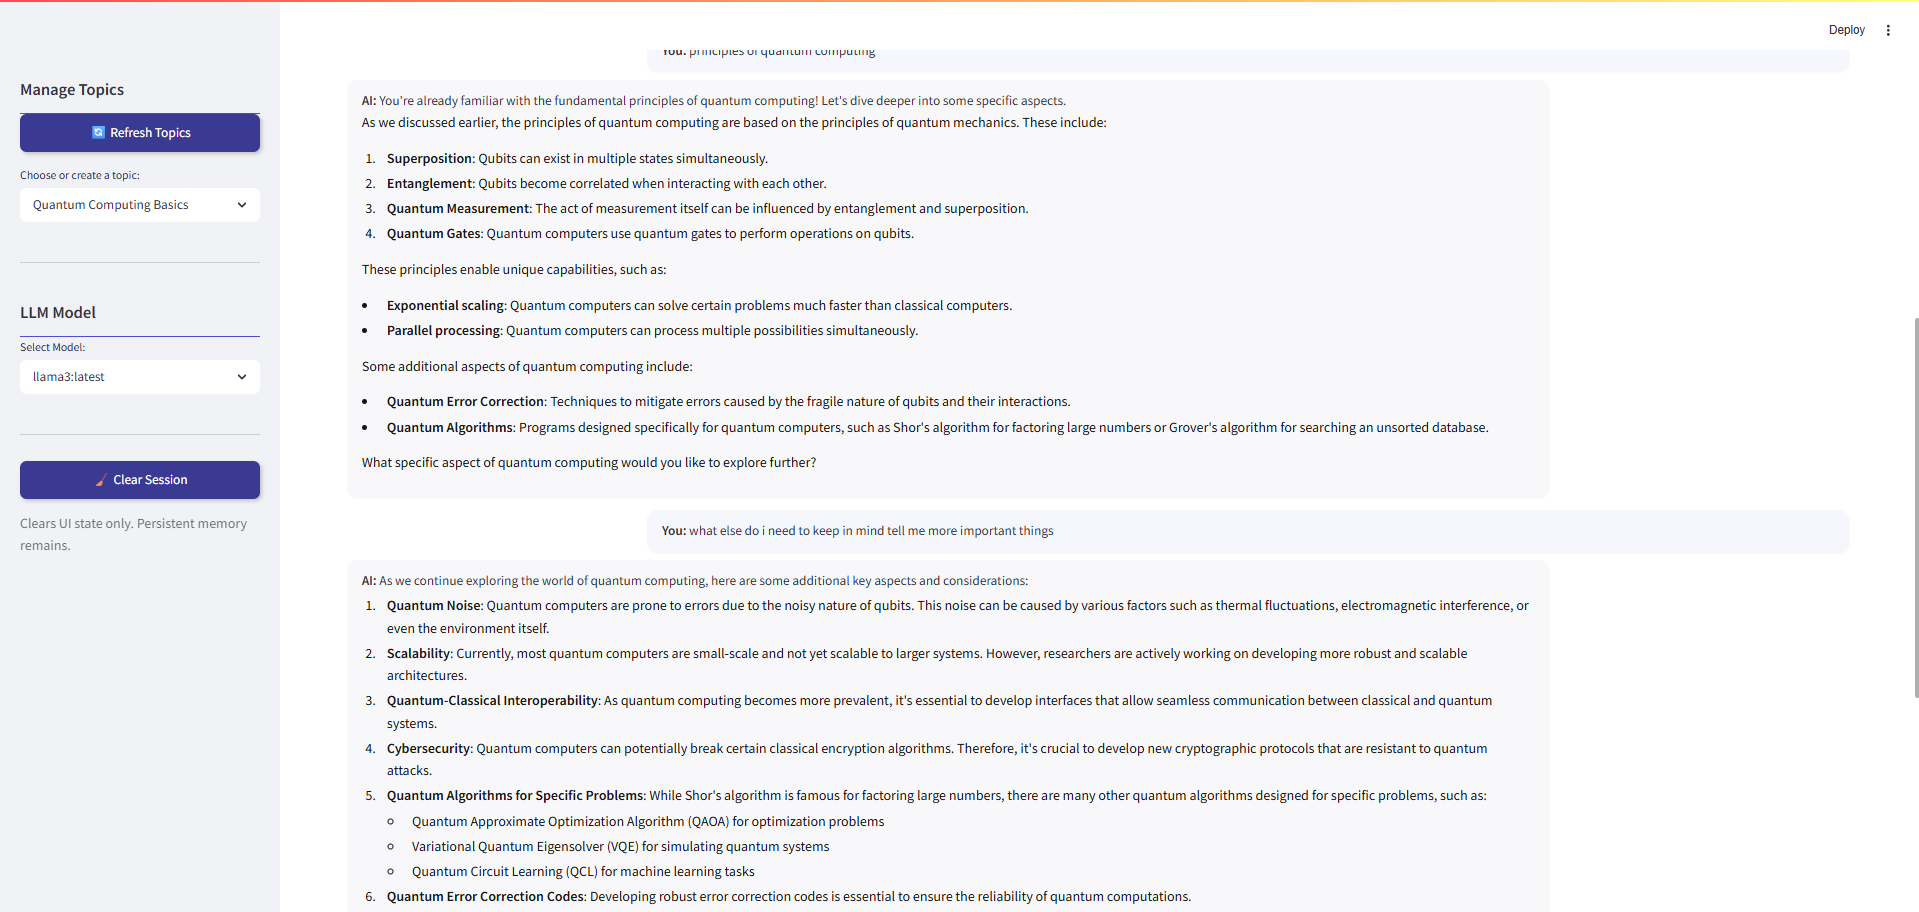 Deploy
Manage Topics
Refresh Topics
Choose or create a topic:
Quantum Computing Basics
LLM Model
Select Model:
llama3:latest
Clear Session
Clears UI state only. Persistent memory
remains.
You: principles of quantum computing
AI: You're already familiar with the fundamental principles of quantum computing! Let's dive deeper into some specific aspects.
As we discussed earlier, the principles of quantum computing are based on the principles of quantum mechanics. These include:
1. Superposition: Qubits can exist in multiple states simultaneously.
2. Entanglement: Qubits become correlated when interacting with each other.
3. Quantum Measurement: The act of measurement itself can be influenced by entanglement and superposition.
4. Quantum Gates: Quantum computers use quantum gates to perform operations on qubits.
These principles enable unique capabilities, such as:
• Exponential scaling: Quantum computers can solve certain problems much faster than classical computers.
• Parallel processing: Quantum computers can process multiple possibilities simultaneously.
Some additional aspects of quantum computing include:
• Quantum Error Correction: Techniques to mitigate errors caused by the fragile nature of qubits and their interactions.
• Quantum Algorithms: Programs designed specifically for quantum computers, such as Shor's algorithm for factoring large numbers or Grover's algorithm for searching an unsorted database.
What specific aspect of quantum computing would you like to explore further?
You: what else do i need to keep in mind tell me more important things
AI: As we continue exploring the world of quantum computing, here are some additional key aspects and considerations:
1. Quantum Noise: Quantum computers are prone to errors due to the noisy nature of qubits. This noise can be caused by various factors such as thermal fluctuations, electromagnetic interference, or
even the environment itself.
2. Scalability: Currently, most quantum computers are small-scale and not yet scalable to larger systems. However, researchers are actively working on developing more robust and scalable
architectures.
3. Quantum-Classical Interoperability: As quantum computing becomes more prevalent, it's essential to develop interfaces that allow seamless communication between classical and quantum
systems.
4. Cybersecurity: Quantum computers can potentially break certain classical encryption algorithms. Therefore, it's crucial to develop new cryptographic protocols that are resistant to quantum
attacks.
5. Quantum Algorithms for Specific Problems: While Shor's algorithm is famous for factoring large numbers, there are many other quantum algorithms designed for specific problems, such as:
◦ Quantum Approximate Optimization Algorithm (QAOA) for optimization problems
◦ Variational Quantum Eigensolver (VQE) for simulating quantum systems
◦ Quantum Circuit Learning (QCL) for machine learning tasks
6. Quantum Error Correction Codes: Developing robust error correction codes is essential to ensure the reliability of quantum computations.